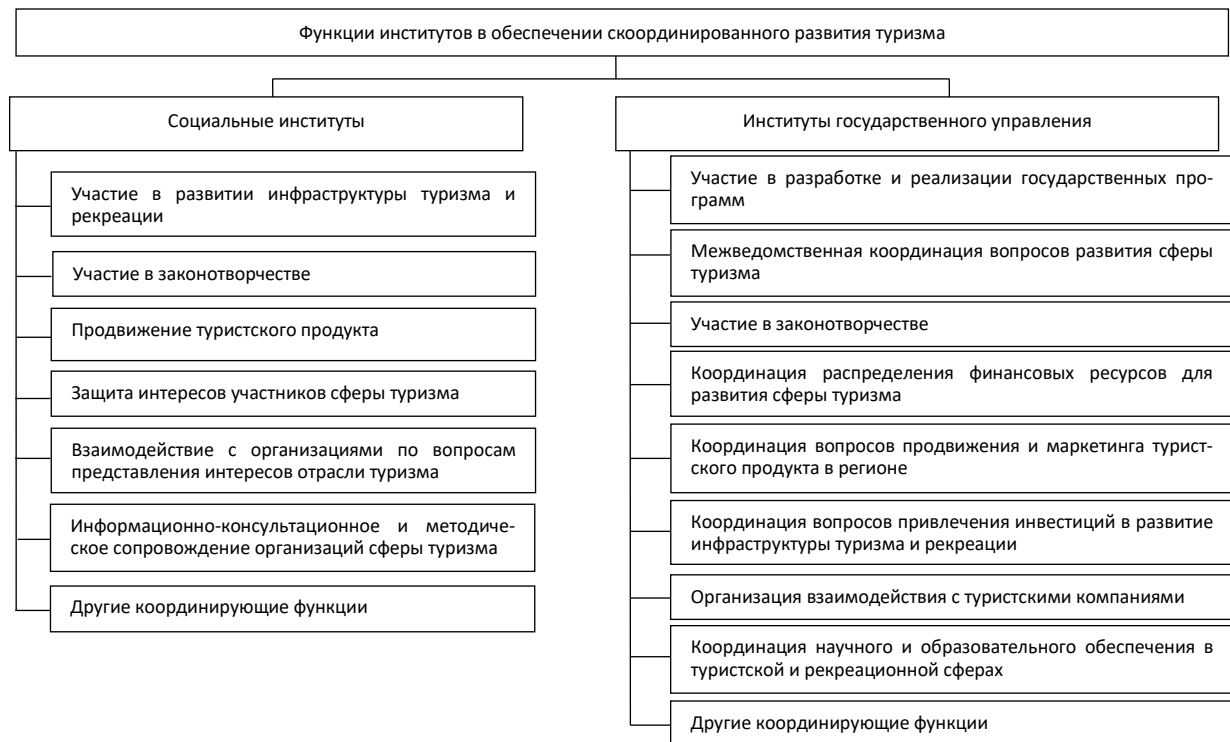 Функции институтов в обеспечении скоординированного развития туризма
Социальные институты
Участие в развитии инфраструктуры туризма и
рекреации
Участие в законотворчестве
Продвижение туристского продукта
Защита интересов участников сферы туризма
Взаимодействие с организациями по вопросам
представления интересов отрасли туризма
Информационно-консультационное и методиче-
ское сопровождение организаций сферы туризма
Другие координирующие функции
Институты государственного управления
Участие в разработке и реализации государственных про-
грамм
Межведомственная координация вопросов развития сферы
туризма
Участие в законотворчестве
Координация распределения финансовых ресурсов для
развития сферы туризма
Координация вопросов продвижения и маркетинга турист-
ского продукта в регионе
Координация вопросов привлечения инвестиций в развитие
инфраструктуры туризма и рекреации
Организация взаимодействия с туристскими компаниями
Координация научного и образовательного обеспечения в
туристской и рекреационной сферах
Другие координирующие функции